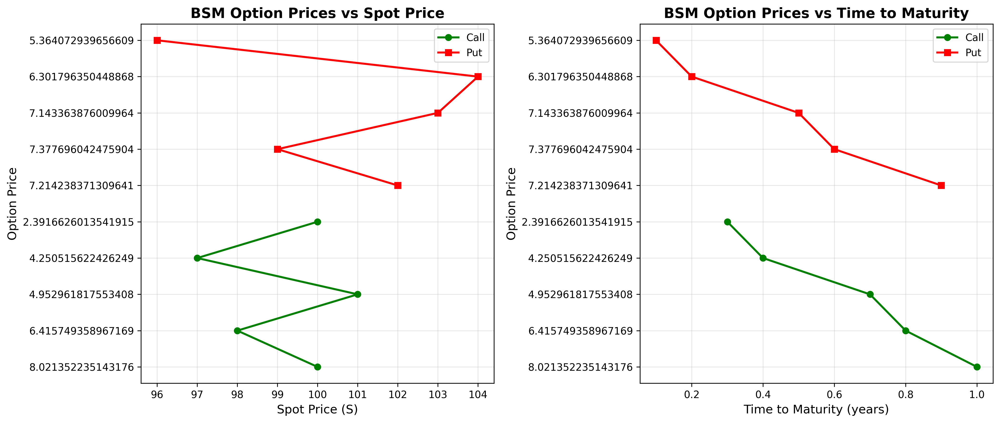 BSM Option Prices vs Spot Price
Call
Put
Option Price
5.364072939656609
6.301796350448868
7.143363876009964
7.377696042475904
7.214238371309641
2.3916626013541915
4.250515622426249
4.952961817553408
6.415749358967169
8.021352235143176
96 97 98 99 100 101 102 103 104
Spot Price (S)
BSM Option Prices vs Time to Maturity
Call
Put
Option Price
5.364072939656609
6.301796350448868
7.143363876009964
7.377696042475904
7.214238371309641
2.3916626013541915
4.250515622426249
4.952961817553408
6.415749358967169
8.021352235143176
0.2 0.4 0.6 0.8 1.0
Time to Maturity (years)